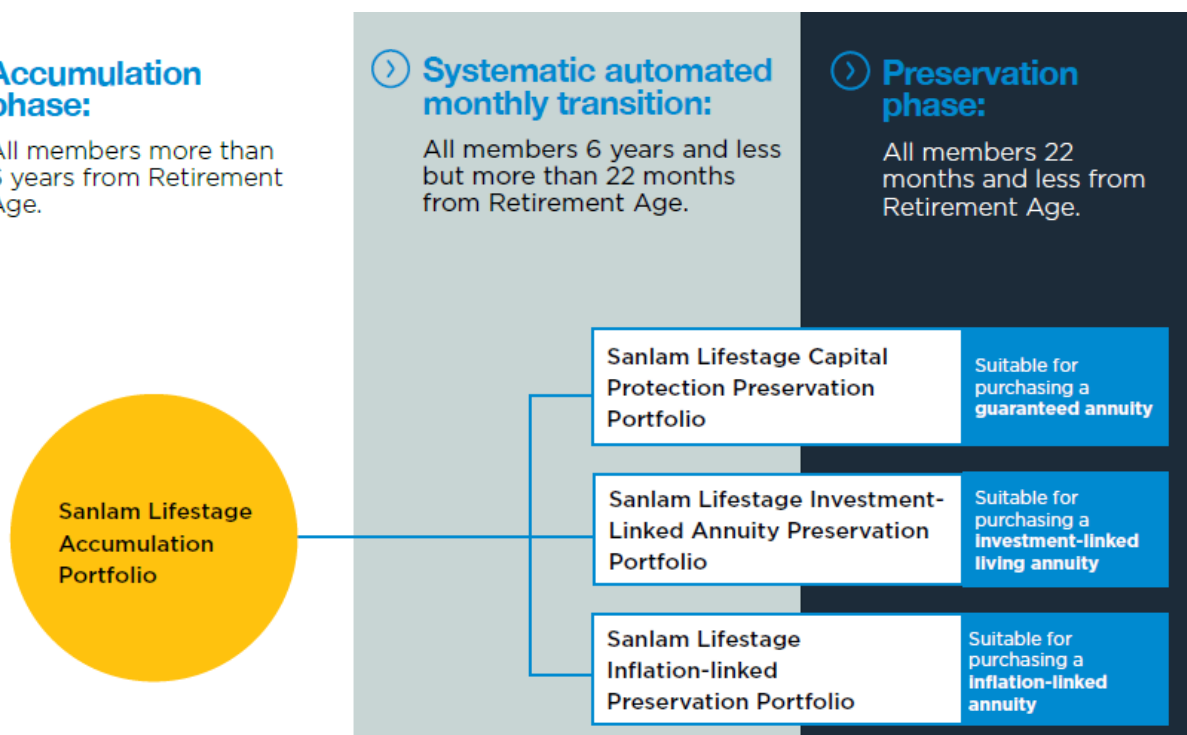 Accumulation
phase:
All members more than
6 years from Retirement
Age.
Systematic automated
monthly transition:
All members 6 years and less
but more than 22 months
from Retirement Age.
Preservation
phase:
All members 22
months and less from
Retirement Age.
Sanlam Lifestage
Accumulation
Portfolio
Sanlam Lifestage Capital
Protection Preservation
Portfolio
Suitable for
purchasing a
guaranteed annuity
Sanlam Lifestage Investment-
Linked Annuity Preservation
Portfolio
Suitable for
purchasing a
investment-linked
living annuity
Sanlam Lifestage
Inflation-linked
Preservation Portfolio
Suitable for
purchasing a
inflation-linked
annuity